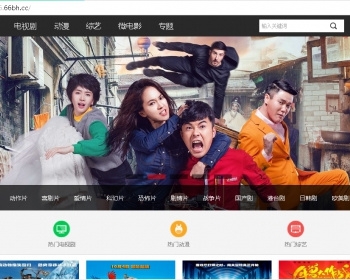 .66bh.cc/
电视剧 动漫 综艺 微电影 专题
输入关键词
动作片 喜剧片 爱情片 科幻片 恐怖片 剧情片 战争片 国产剧 港台剧 日韩剧 欧美剧
热门电视剧 热门动漫 热门综艺